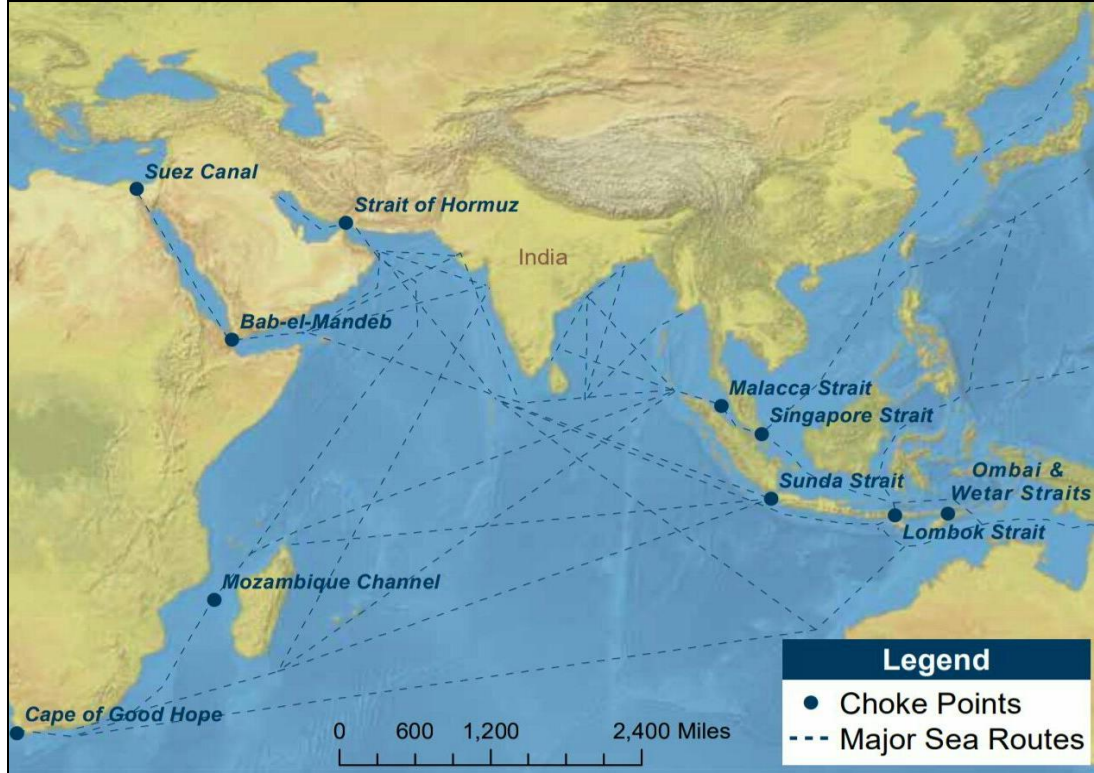 Suez Canal
Strait of Hormuz
India
Bab-el-Mandeb
Malacca Strait
Singapore Strait
Sunda Strait
Ombai &
Wetar Straits
Lombok Strait
Mozambique Channel
Cape of Good Hope
0 600 1,200 2,400 Miles
Legend
Choke Points
Major Sea Routes